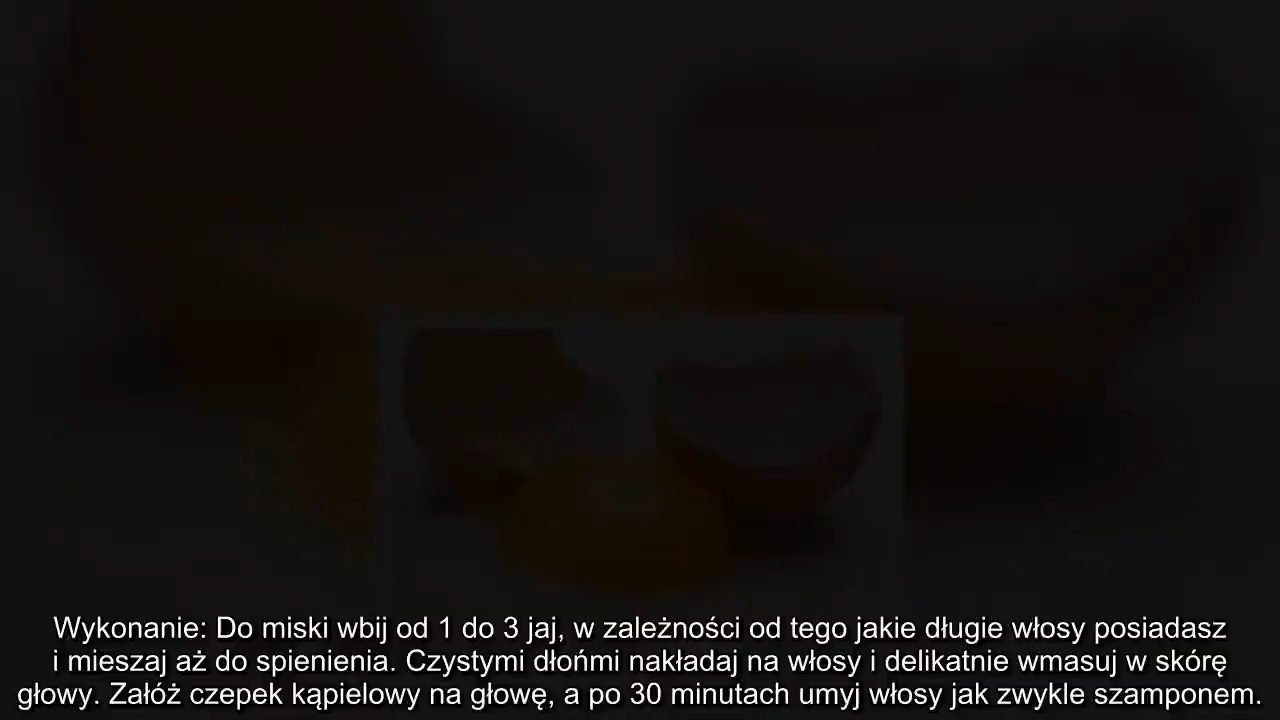 Wykonanie: Do miski wbij od 1 do 3 jaj, w zależności od tego jakie długie włosy posiadasz
i mieszaj aż do spienienia. Czystymi dłońmi nakładaj na włosy i delikatnie wmasuj w skórę
głowy. Załóż czepek kąpielowy na głowę, a po 30 minutach umyj włosy jak zwykle szamponem.